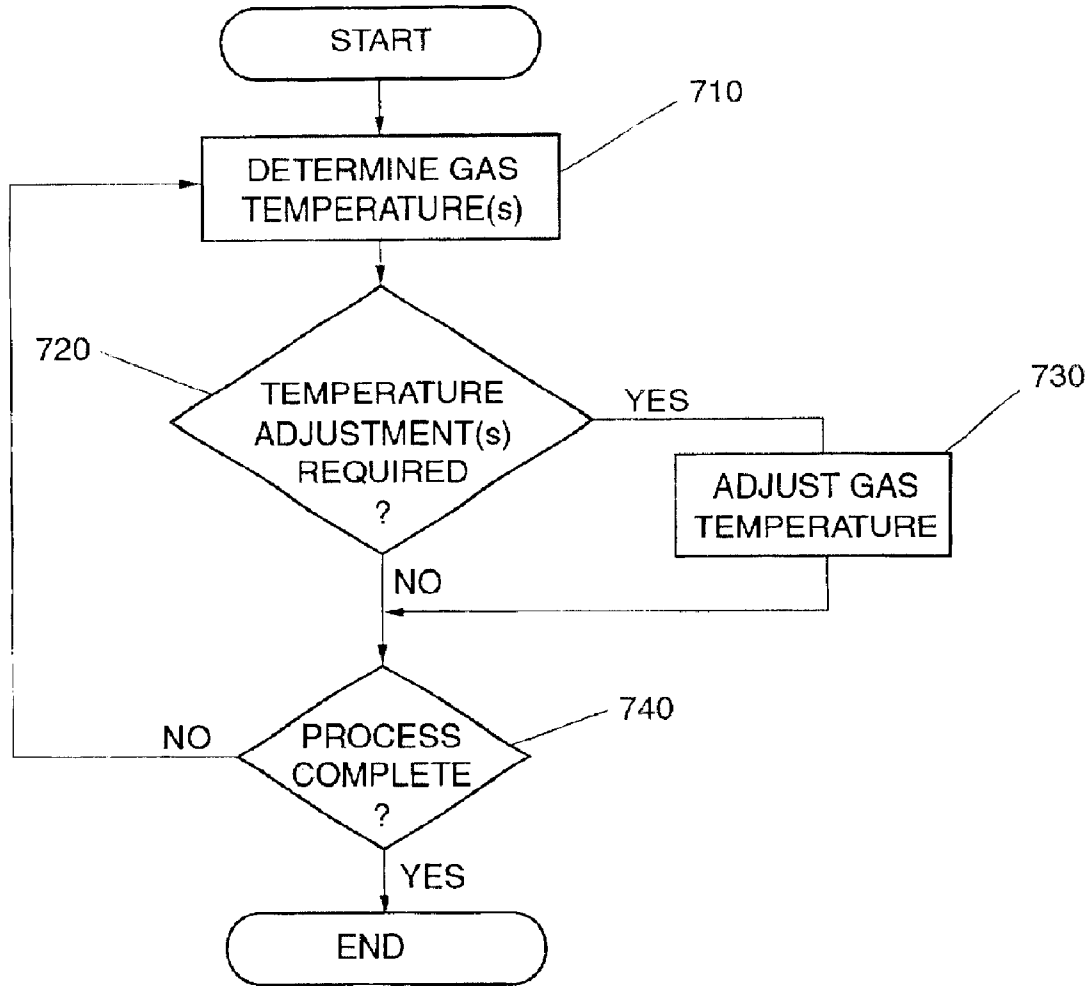 START
710
DETERMINE GAS
TEMPERATURE(s)
720
TEMPERATURE
ADJUSTMENT(s)
REQUIRED
?
YES
730
ADJUST GAS
TEMPERATURE
NO
740
PROCESS
COMPLETE
?
NO
YES
END